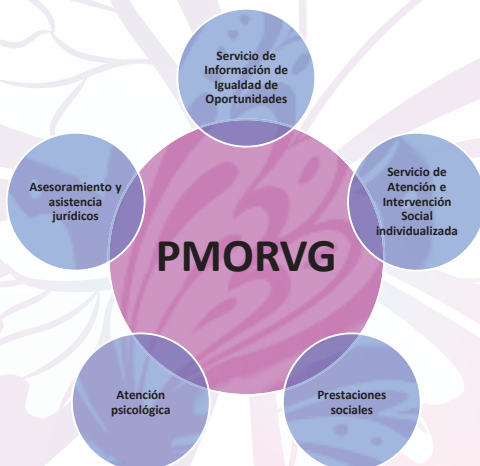 Servicio de
Información de
Igualdad de
Oportunidades
Asesoramiento y
asistencia
jurídicos
Servicio de
Atención e
Intervención
Social
individualizada
PMORVG
Atención
psicológica
Prestaciones
sociales